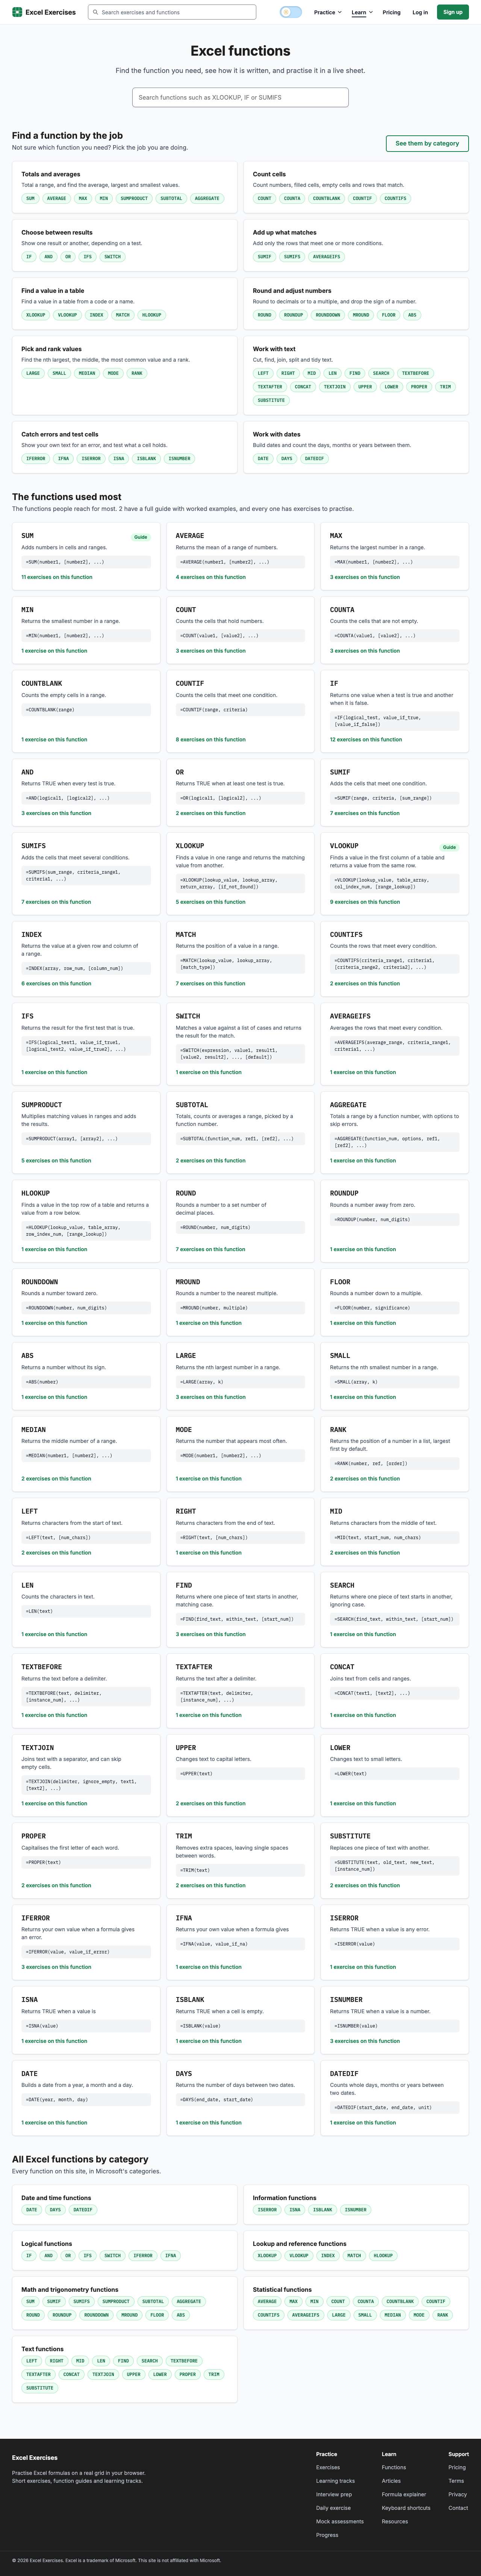 Excel Exercises
Search exercises and functions
Practice
Learn
Pricing
Log in
Sign up
Excel functions
Find the function you need, see how it is written, and practise it in a live sheet.
Search functions such as XLOOKUP, IF or SUMIFS
Find a function by the job
Not sure which function you need? Pick the job you are doing.
See them by category
Totals and averages
Total a range, and find the average, largest and smallest values.
SUM AVERAGE MAX MIN SUMPRODUCT SUBTOTAL AGGREGATE
Count cells
Count numbers, filled cells, empty cells and rows that match.
COUNT COUNTA COUNTBLANK COUNTIF COUNTIFS
Choose between results
Show one result or another, depending on a test.
IF AND OR IFS SWITCH
Add up what matches
Add only the rows that meet one or more conditions.
SUMIF SUMIFS AVERAGEIFS
Find a value in a table
Find a value in a table from a code or a name.
XLOOKUP VLOOKUP INDEX MATCH HLOOKUP
Round and adjust numbers
Round to decimals or to a multiple, and drop the sign of a number.
ROUND ROUNDUP ROUNDDOWN MROUND FLOOR ABS
Pick and rank values
Find the nth largest, the middle, the most common value and a rank.
LARGE SMALL MEDIAN MODE RANK
Work with text
Cut, find, join, split and tidy text.
LEFT RIGHT MID LEN FIND SEARCH TEXTBEFORE
TEXTAFTER CONCAT TEXTJOIN UPPER LOWER PROPER TRIM
SUBSTITUTE
Catch errors and test cells
Show your own text for an error, and test what a cell holds.
IFERROR IFNA ISERROR ISNA ISBLANK ISNUMBER
Work with dates
Build dates and count the days, months or years between them.
DATE DAYS DATEDIF
The functions used most
The functions people reach for most. 2 have a full guide with worked examples, and every one has exercises to practise.
SUM
Guide
Adds numbers in cells and ranges.
=SUM(number1, [number2], ...)
11 exercises on this function
AVERAGE
Returns the mean of a range of numbers.
=AVERAGE(number1, [number2], ...)
4 exercises on this function
MAX
Returns the largest number in a range.
=MAX(number1, [number2], ...)
3 exercises on this function
MIN
Returns the smallest number in a range.
=MIN(number1, [number2], ...)
1 exercise on this function
COUNT
Counts the cells that hold numbers.
=COUNT(value1, [value2], ...)
3 exercises on this function
COUNTA
Counts the cells that are not empty.
=COUNTA(value1, [value2], ...)
3 exercises on this function
COUNTBLANK
Counts the empty cells in a range.
=COUNTBLANK(range)
1 exercise on this function
COUNTIF
Counts the cells that meet one condition.
=COUNTIF(range, criteria)
8 exercises on this function
IF
Returns one value when a test is true and another
when it is false.
=IF(logical_test, value_if_true,
[value_if_false])
12 exercises on this function
AND
Returns TRUE when every test is true.
=AND(logical1, [logical2], ...)
3 exercises on this function
OR
Returns TRUE when at least one test is true.
=OR(logical1, [logical2], ...)
2 exercises on this function
SUMIF
Adds the cells that meet one condition.
=SUMIF(range, criteria, [sum_range])
7 exercises on this function
SUMIFS
Adds the cells that meet several conditions.
=SUMIFS(sum_range, criteria_range1,
criteria1, ...)
7 exercises on this function
XLOOKUP
Finds a value in one range and returns the matching
value from another.
=XLOOKUP(lookup_value, lookup_array,
return_array, [if_not_found])
5 exercises on this function
VLOOKUP
Guide
Finds a value in the first column of a table and
returns a value from the same row.
=VLOOKUP(lookup_value, table_array,
col_index_num, [range_lookup])
9 exercises on this function
INDEX
Returns the value at a given row and column of
a range.
=INDEX(array, row_num, [column_num])
6 exercises on this function
MATCH
Returns the position of a value in a range.
=MATCH(lookup_value, lookup_array,
[match_type])
7 exercises on this function
COUNTIFS
Counts the rows that meet every condition.
=COUNTIFS(criteria_range1, criteria1,
[criteria_range2, criteria2], ...)
2 exercises on this function
IFS
Returns the result for the first test that is true.
=IFS(logical_test1, value_if_true1,
[logical_test2, value_if_true2], ...)
1 exercise on this function
SWITCH
Matches a value against a list of cases and returns
the result for the match.
=SWITCH(expression, value1, result1,
[value2, result2], ..., [default])
1 exercise on this function
AVERAGEIFS
Averages the rows that meet every condition.
=AVERAGEIFS(average_range, criteria_range1,
criteria1, ...)
1 exercise on this function
SUMPRODUCT
Multiplies matching values in ranges and adds
the results.
=SUMPRODUCT(array1, [array2], ...)
5 exercises on this function
SUBTOTAL
Totals, counts or averages a range, picked by a
function number.
=SUBTOTAL(function_num, ref1, [ref2], ...)
2 exercises on this function
AGGREGATE
Totals a range by a function number, with options to
skip errors.
=AGGREGATE(function_num, options, ref1,
[ref2], ...)
1 exercise on this function
HLOOKUP
Finds a value in the top row of a table and returns a
value from a row below.
=HLOOKUP(lookup_value, table_array,
row_index_num, [range_lookup])
1 exercise on this function
ROUND
Rounds a number to a set number of
decimal places.
=ROUND(number, num_digits)
7 exercises on this function
ROUNDUP
Rounds a number away from zero.
=ROUNDUP(number, num_digits)
1 exercise on this function
ROUNDDOWN
Rounds a number toward zero.
=ROUNDDOWN(number, num_digits)
1 exercise on this function
MROUND
Rounds a number to the nearest multiple.
=MROUND(number, multiple)
1 exercise on this function
FLOOR
Rounds a number down to a multiple.
=FLOOR(number, significance)
1 exercise on this function
ABS
Returns a number without its sign.
=ABS(number)
1 exercise on this function
LARGE
Returns the nth largest number in a range.
=LARGE(array, k)
3 exercises on this function
SMALL
Returns the nth smallest number in a range.
=SMALL(array, k)
1 exercise on this function
MEDIAN
Returns the middle number of a range.
=MEDIAN(number1, [number2], ...)
2 exercises on this function
MODE
Returns the number that appears most often.
=MODE(number1, [number2], ...)
1 exercise on this function
RANK
Returns the position of a number in a list, largest
first by default.
=RANK(number, ref, [order])
2 exercises on this function
LEFT
Returns characters from the start of text.
=LEFT(text, [num_chars])
2 exercises on this function
RIGHT
Returns characters from the end of text.
=RIGHT(text, [num_chars])
1 exercise on this function
MID
Returns characters from the middle of text.
=MID(text, start_num, num_chars)
2 exercises on this function
LEN
Counts the characters in text.
=LEN(text)
1 exercise on this function
FIND
Returns where one piece of text starts in another,
matching case.
=FIND(find_text, within_text, [start_num])
3 exercises on this function
SEARCH
Returns where one piece of text starts in another,
ignoring case.
=SEARCH(find_text, within_text, [start_num])
1 exercise on this function
TEXTBEFORE
Returns the text before a delimiter.
=TEXTBEFORE(text, delimiter,
[instance_num], ...)
1 exercise on this function
TEXTAFTER
Returns the text after a delimiter.
=TEXTAFTER(text, delimiter,
[instance_num], ...)
1 exercise on this function
CONCAT
Joins text from cells and ranges.
=CONCAT(text1, [text2], ...)
1 exercise on this function
TEXTJOIN
Joins text with a separator, and can skip
empty cells.
=TEXTJOIN(delimiter, ignore_empty, text1,
[text2], ...)
1 exercise on this function
UPPER
Changes text to capital letters.
=UPPER(text)
2 exercises on this function
LOWER
Changes text to small letters.
=LOWER(text)
1 exercise on this function
PROPER
Capitalises the first letter of each word.
=PROPER(text)
2 exercises on this function
TRIM
Removes extra spaces, leaving single spaces
between words.
=TRIM(text)
2 exercises on this function
SUBSTITUTE
Replaces one piece of text with another.
=SUBSTITUTE(text, old_text, new_text,
[instance_num])
2 exercises on this function
IFERROR
Returns your own value when a formula gives
an error.
=IFERROR(value, value_if_error)
3 exercises on this function
IFNA
Returns your own value when a formula gives
=IFNA(value, value_if_na)
1 exercise on this function
ISERROR
Returns TRUE when a value is any error.
=ISERROR(value)
1 exercise on this function
ISNA
Returns TRUE when a value is
=ISNA(value)
1 exercise on this function
ISBLANK
Returns TRUE when a cell is empty.
=ISBLANK(value)
1 exercise on this function
ISNUMBER
Returns TRUE when a value is a number.
=ISNUMBER(value)
3 exercises on this function
DATE
Builds a date from a year, a month and a day.
=DATE(year, month, day)
1 exercise on this function
DAYS
Returns the number of days between two dates.
=DAYS(end_date, start_date)
1 exercise on this function
DATEDIF
Counts whole days, months or years between
two dates.
=DATEDIF(start_date, end_date, unit)
1 exercise on this function
All Excel functions by category
Every function on this site, in Microsoft's categories.
Date and time functions
DATE DAYS DATEDIF
Information functions
ISERROR ISNA ISBLANK ISNUMBER
Logical functions
IF AND OR IFS SWITCH IFERROR IFNA
Lookup and reference functions
XLOOKUP VLOOKUP INDEX MATCH HLOOKUP
Math and trigonometry functions
SUM SUMIF SUMIFS SUMPRODUCT SUBTOTAL AGGREGATE
ROUND ROUNDUP ROUNDDOWN MROUND FLOOR ABS
Statistical functions
AVERAGE MAX MIN COUNT COUNTA COUNTBLANK COUNTIF
COUNTIFS AVERAGEIFS LARGE SMALL MEDIAN MODE RANK
Text functions
LEFT RIGHT MID LEN FIND SEARCH TEXTBEFORE
TEXTAFTER CONCAT TEXTJOIN UPPER LOWER PROPER TRIM
SUBSTITUTE
Excel Exercises
Practise Excel formulas on a real grid in your browser.
Short exercises, function guides and learning tracks.
Practice
Exercises
Learning tracks
Interview prep
Daily exercise
Mock assessments
Progress
Learn
Functions
Articles
Formula explainer
Keyboard shortcuts
Resources
Support
Pricing
Terms
Privacy
Contact
© 2026 Excel Exercises. Excel is a trademark of Microsoft. This site is not affiliated with Microsoft.